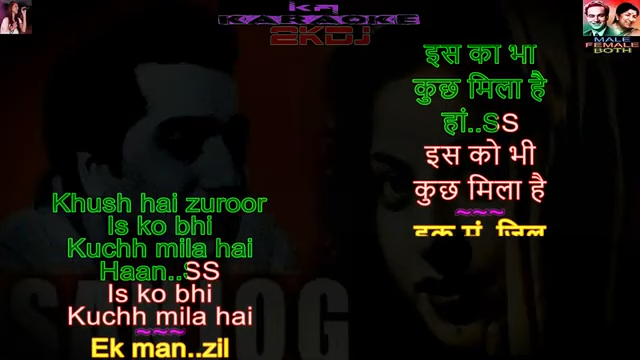 KA
KARAOKE
2KDJ
MALE
FEMALE
BOTH
इस का भा
कुछ मिला है
हां..SS
इस को भी
कुछ मिला है
~~~
इक मं..ज़िल
Khush hai zuroor
Is ko bhi
Kuchh mila hai
Haan..SS
Is ko bhi
Kuchh mila hai
~~~
Ek man..zil